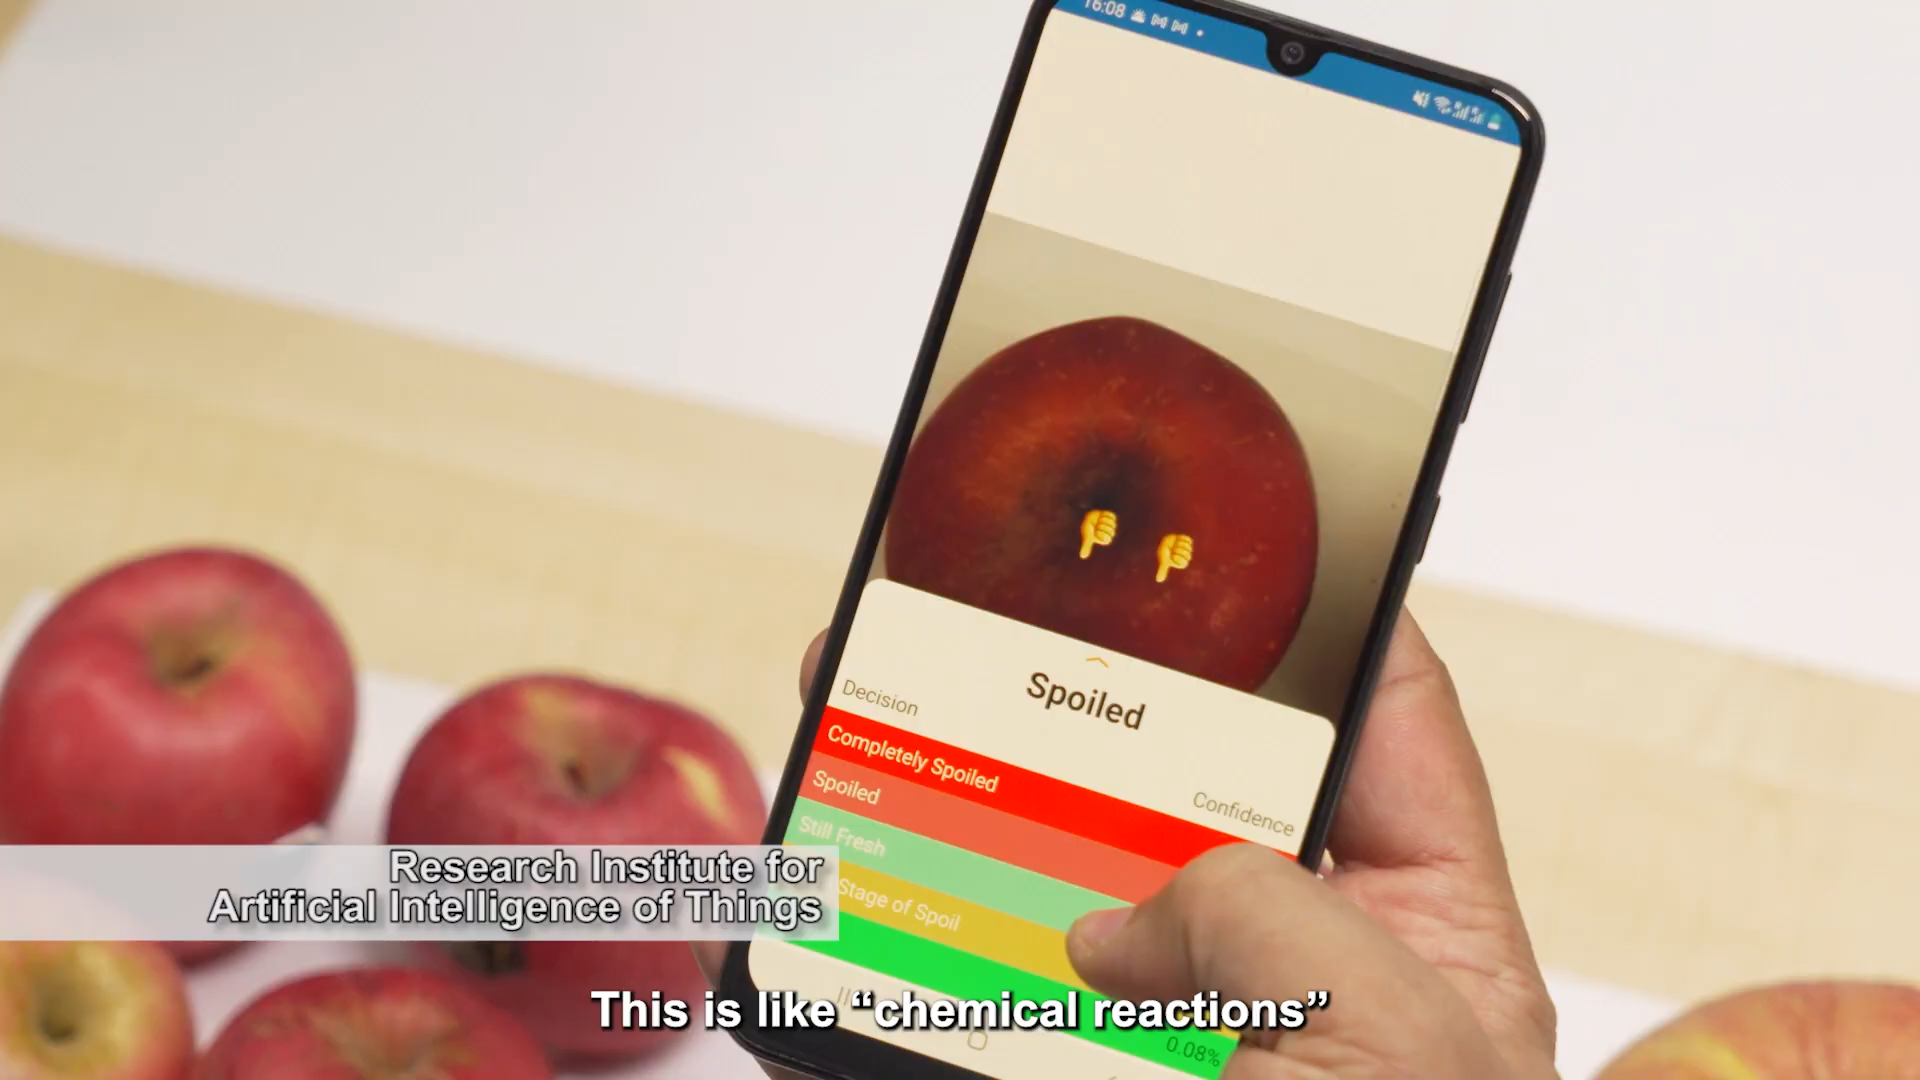 16:08
Spoiled
Decision
Confidence
Completely Spoiled
Spoiled
Still Fresh
Stage of Spoil
0.08%
Research Institute for
Artificial Intelligence of Things
This is like “chemical reactions”